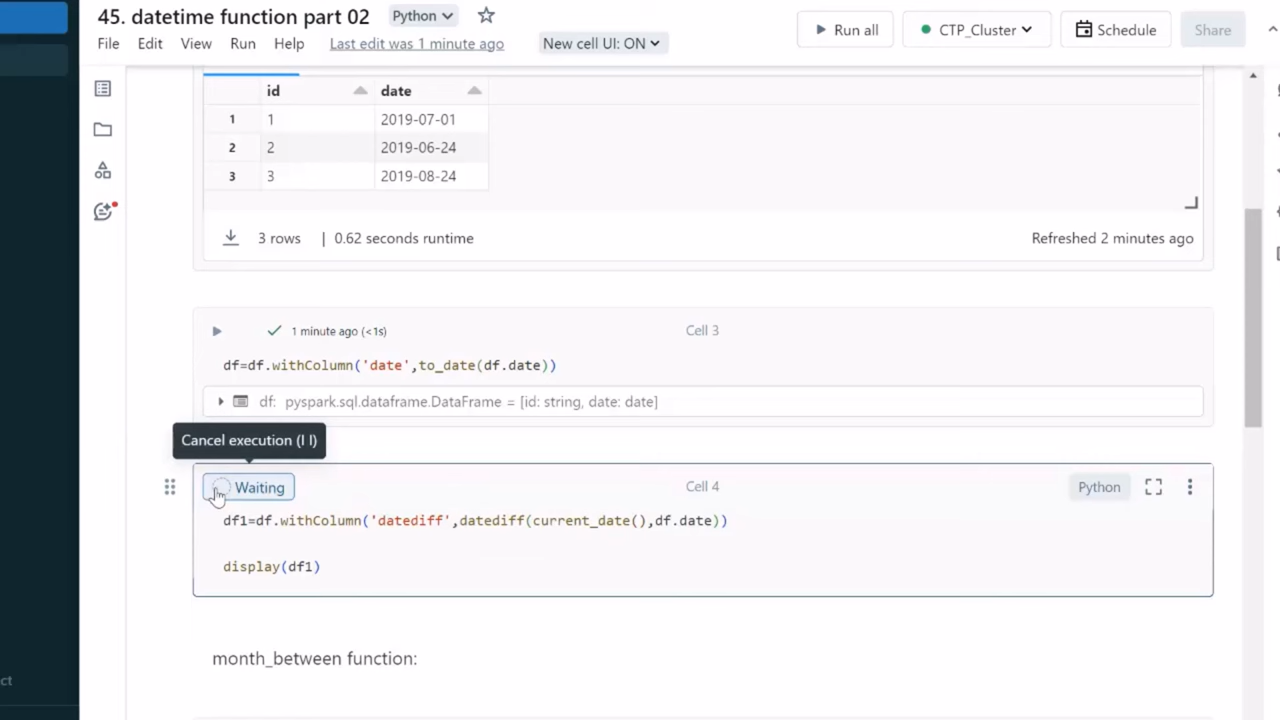 45. datetime function part 02 Python
File Edit View Run Help Last edit was 1 minute ago New cell UI: ON
Run all CTP_Cluster Schedule Share
id date
1 1 2019-07-01
2 2 2019-06-24
3 3 2019-08-24
3 rows | 0.62 seconds runtime Refreshed 2 minutes ago
1 minute ago (<1s) Cell 3
df=df.withColumn('date',to_date(df.date))
df: pyspark.sql.dataframe.DataFrame = [id: string, date: date]
Cancel execution (I I)
Waiting Cell 4 Python
df1=df.withColumn('datediff',datediff(current_date(),df.date))
display(df1)
month_between function:
ct